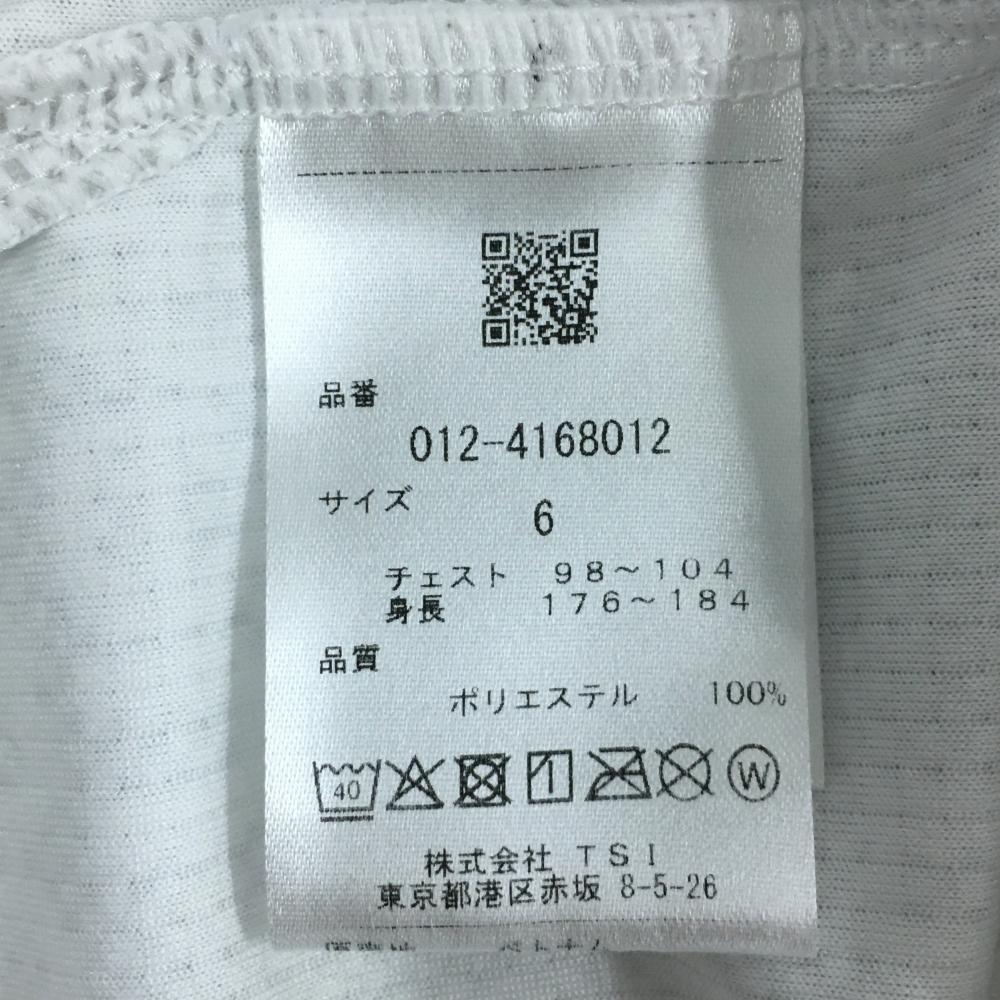 品番
012-4168012
サイズ
6
チェスト 98～104
身長 176～184
品質
ポリエステル 100%
40
W
株式会社 TSI
東京都港区赤坂 8-5-26